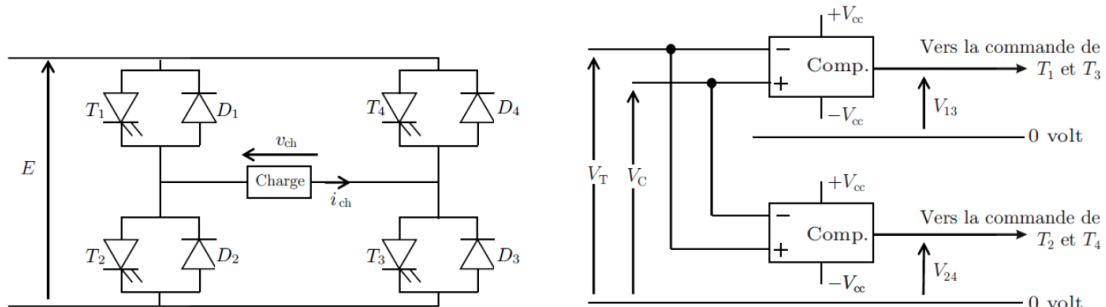 E
T1
D1
T4
D4
vch
Charge
ich
T2
D2
T3
D3
+Vcc
−
Comp.
+
−Vcc
Vers la commande de
T1 et T3
V13
0 volt
VT
VC
+Vcc
−
Comp.
+
−Vcc
Vers la commande de
T2 et T4
V24
0 volt